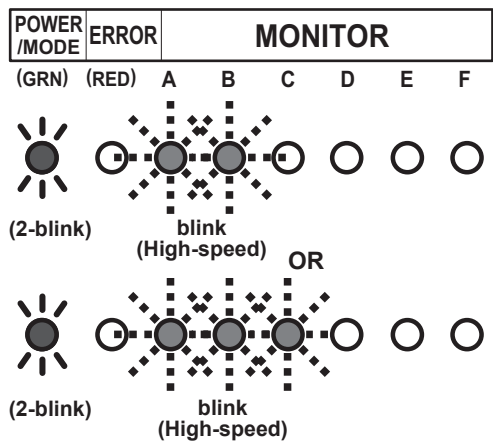 POWER /MODE ERROR MONITOR
(GRN) (RED) A B C D E F
(2-blink) blink
(High-speed)
OR
(2-blink) blink
(High-speed)